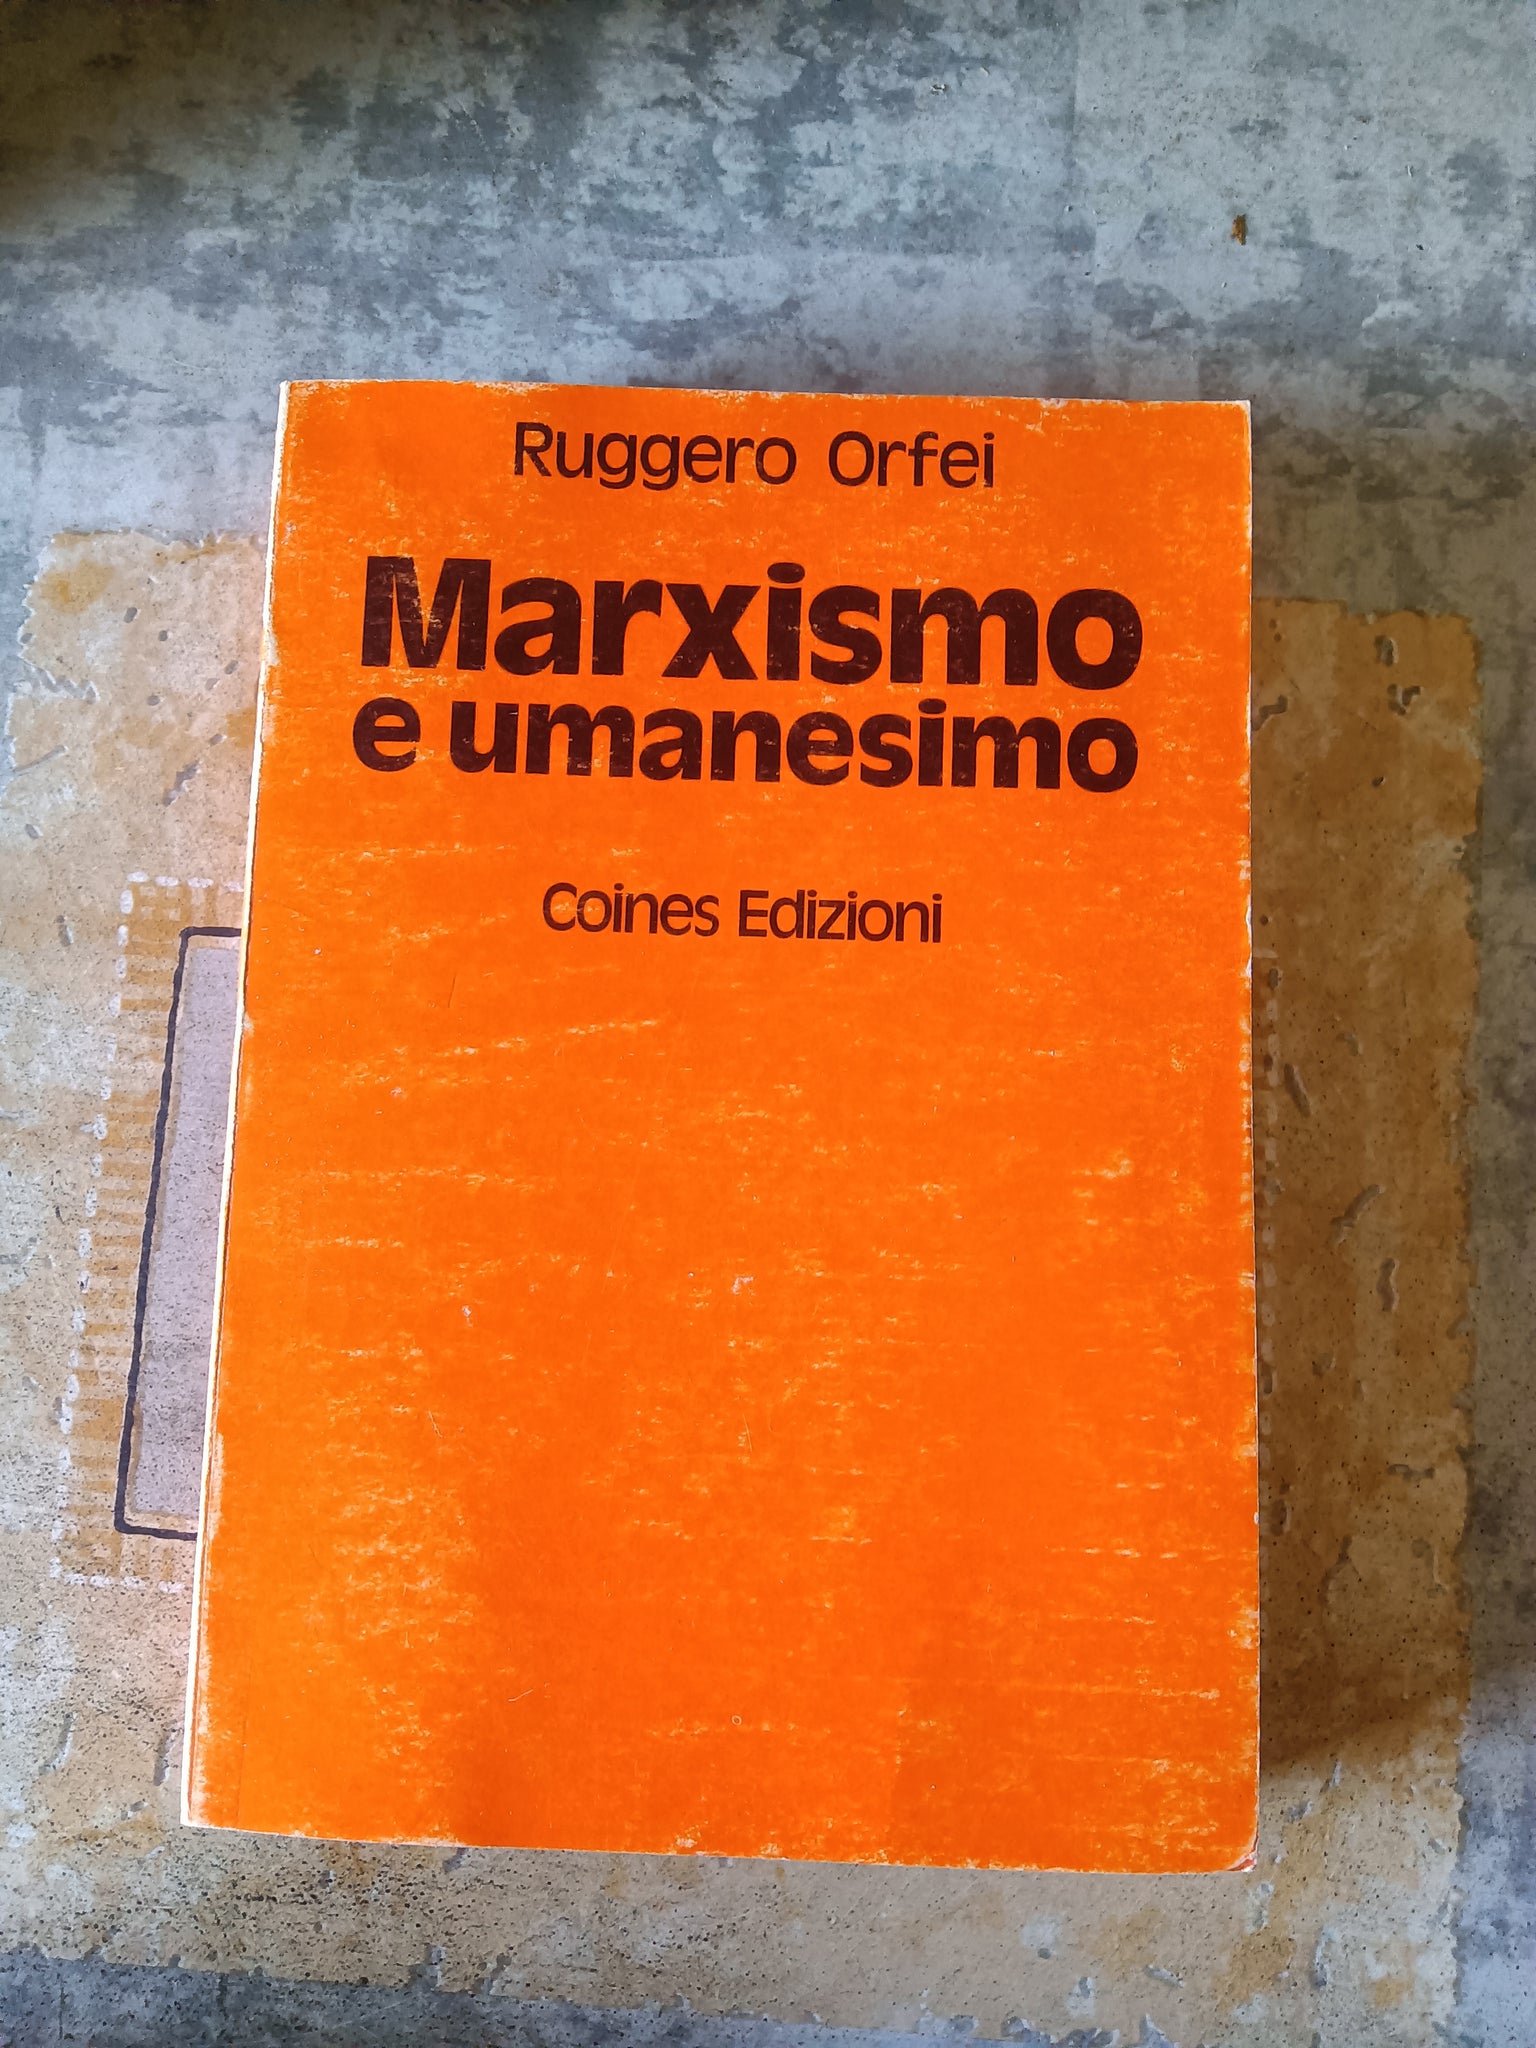 Ruggero Orfei
Marxismo
e umanesimo
Coines Edizioni